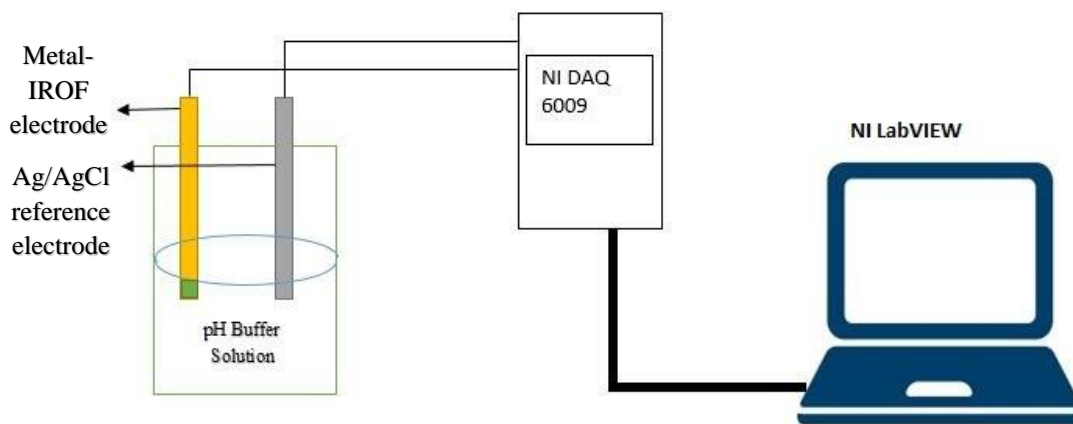 Metal-
IROF
electrode
Ag/AgCl
reference
electrode
pH Buffer
Solution
NI DAQ
6009
NI LabVIEW